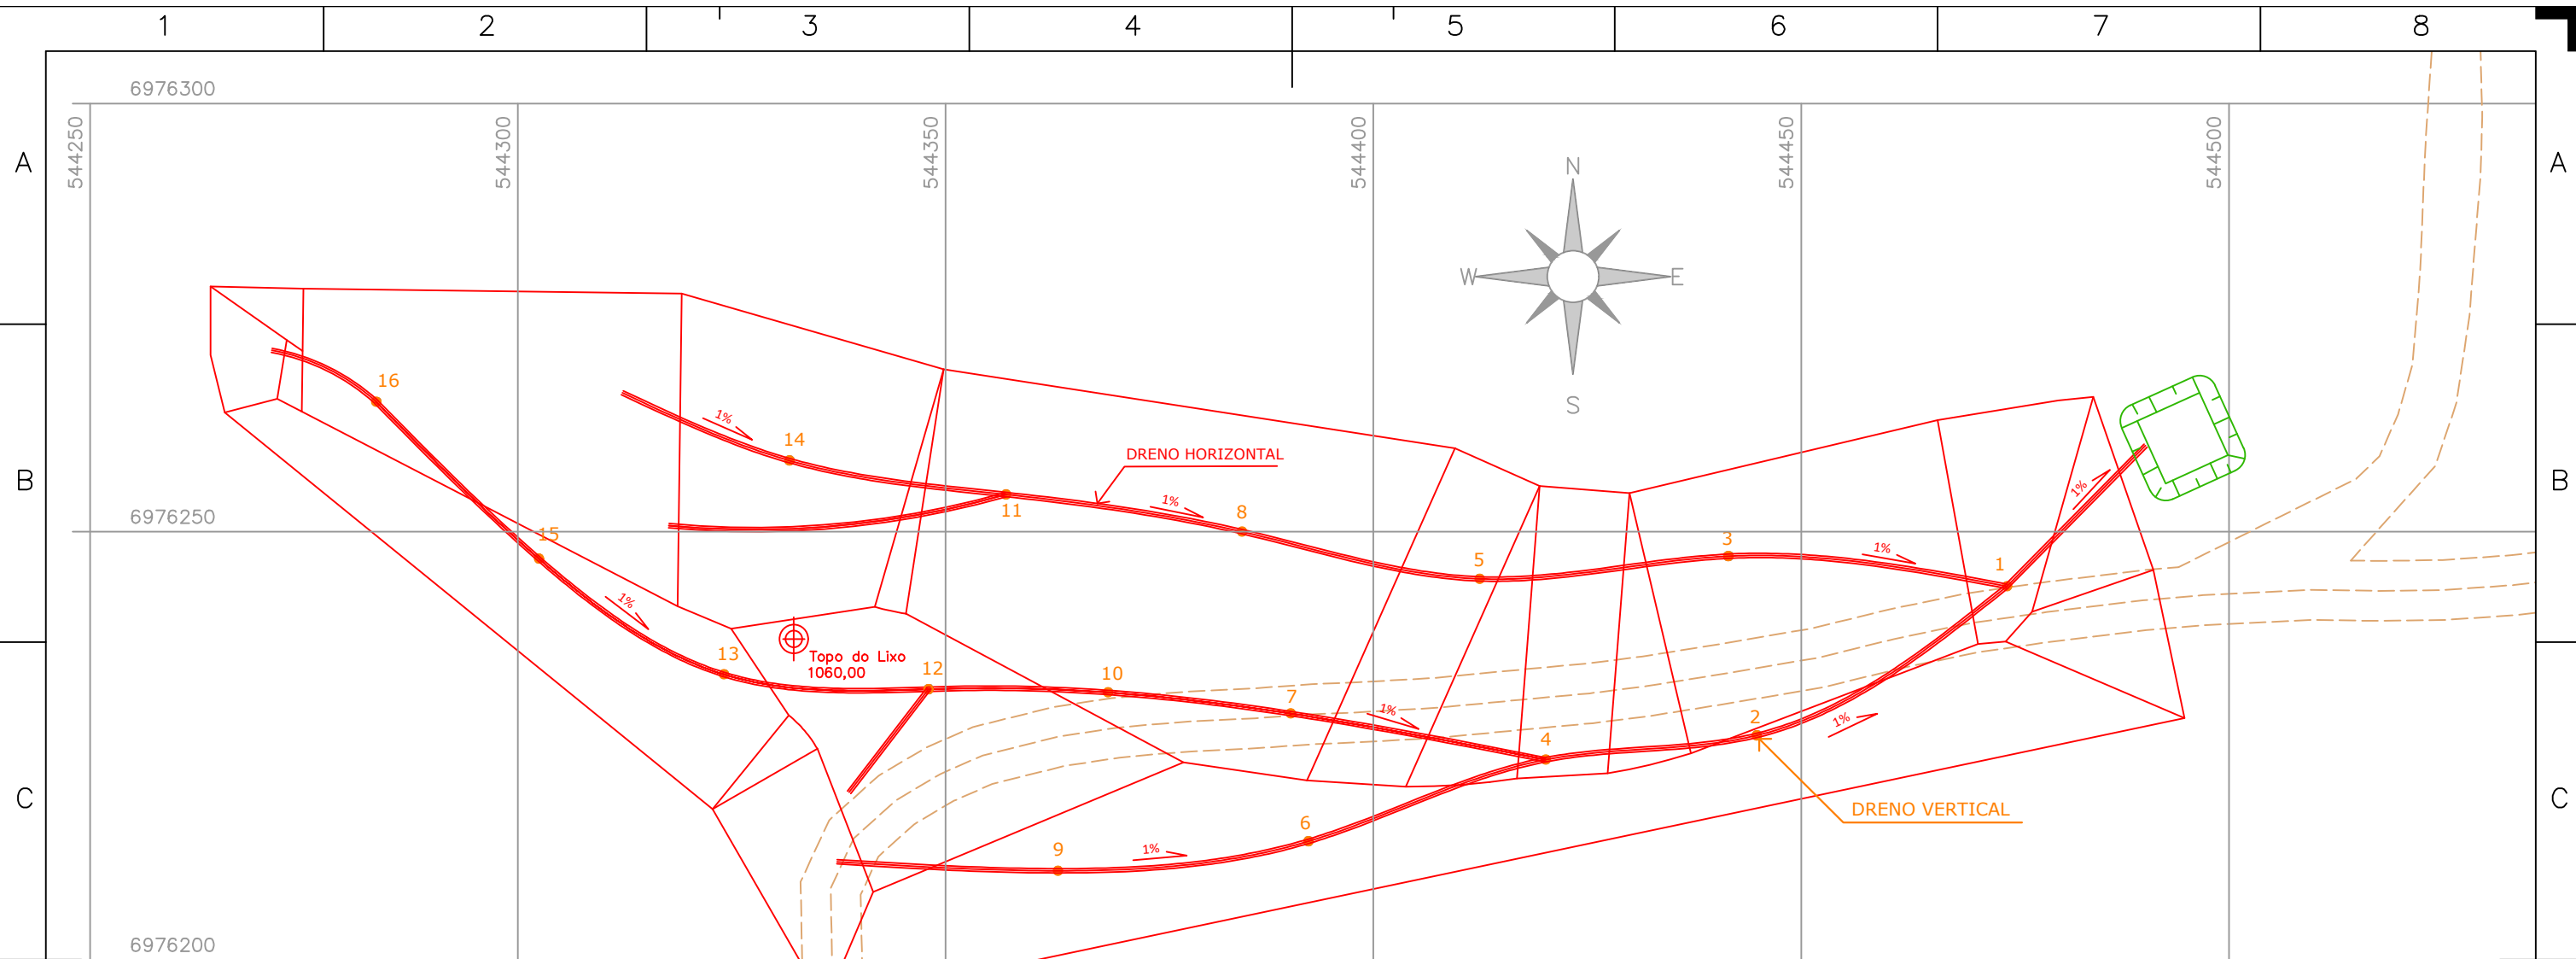 1 2 3 4 5 6 7 8
6976300
544250 544300 544350 544400 544450 544500
A A
N
W E
S
16
1%
14
DRENO HORIZONTAL
B B
1%
1%
11
8
6976250
15
3
1%
5
1
1%
Topo do Lixo
1060,00
13
12
10
7
1%
2
1%
4
C C
DRENO VERTICAL
6
9
1%
6976200